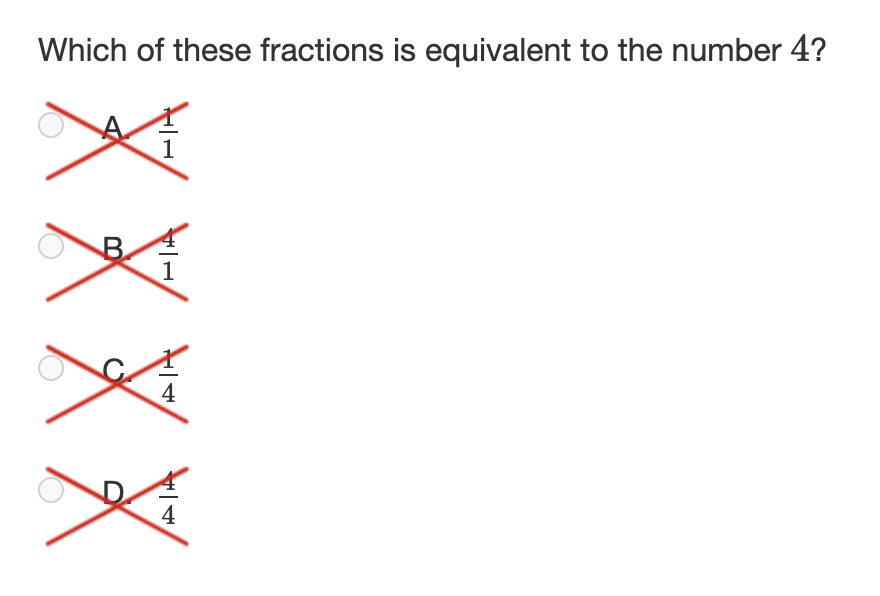 Which of these fractions is equivalent to the number 4?
A. 1/1
B. 4/1
C. 1/4
D. 4/4